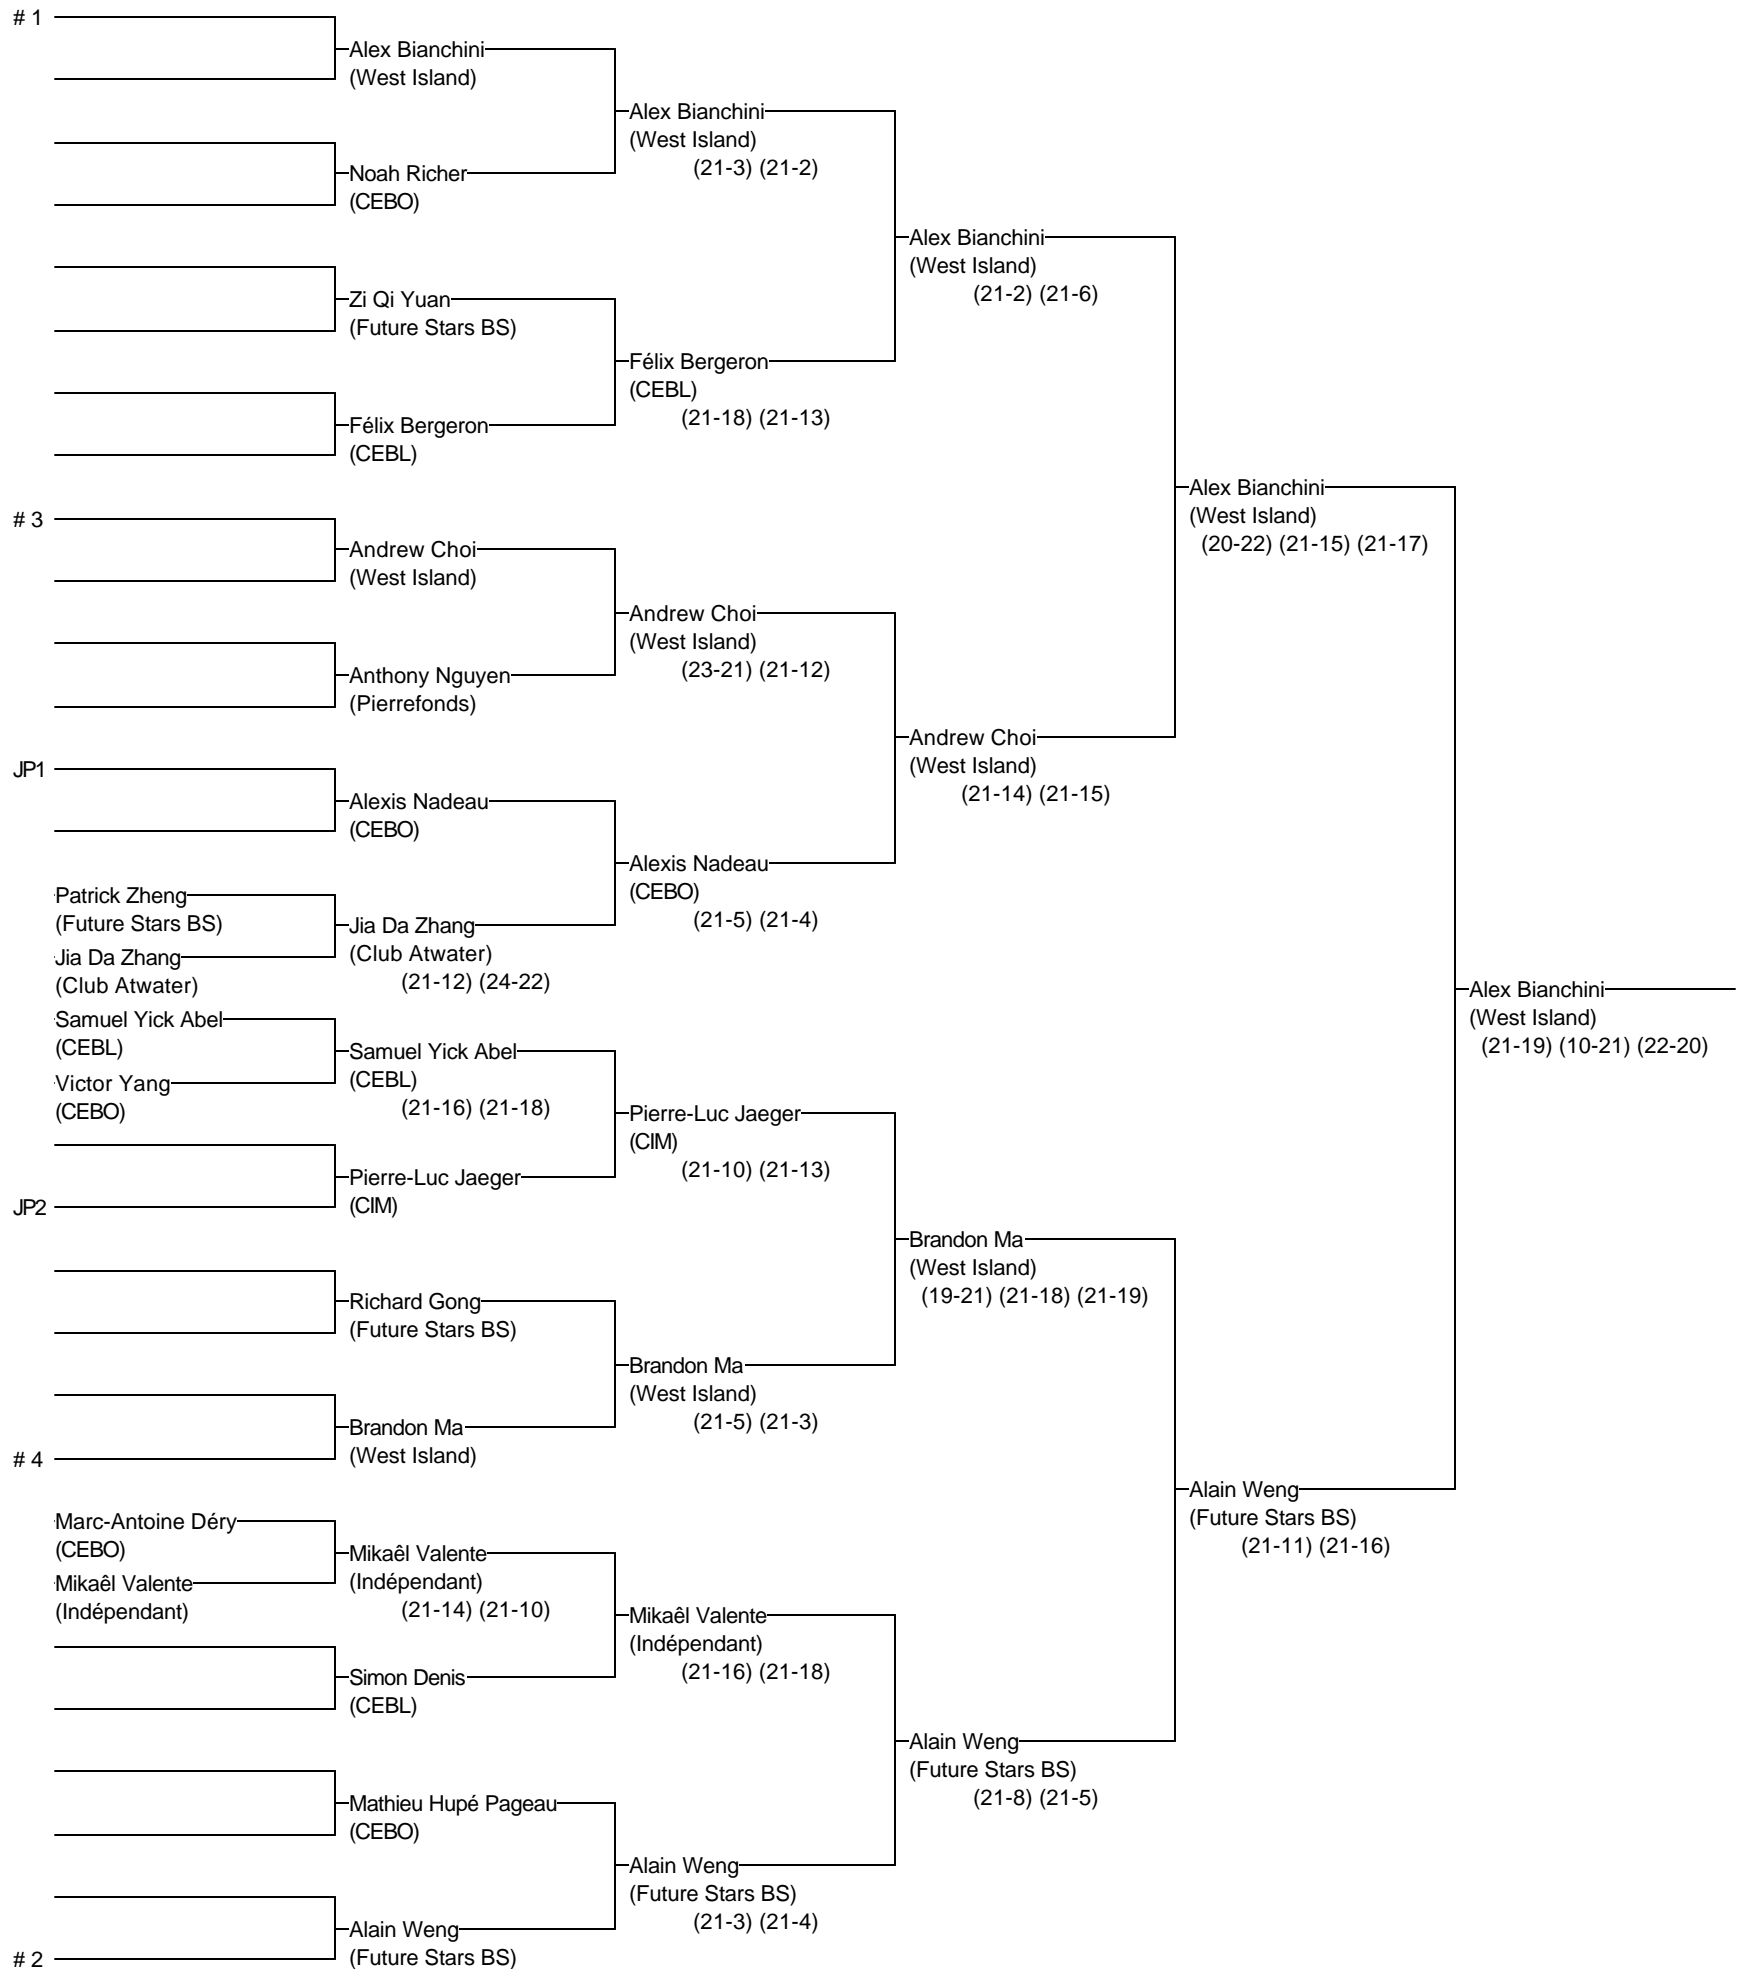 # 1
Alex Bianchini
(West Island)
Alex Bianchini
(West Island)
(21-3) (21-2)
Noah Richer
(CEBO)
Alex Bianchini
(West Island)
(21-2) (21-6)
Zi Qi Yuan
(Future Stars BS)
Félix Bergeron
(CEBL)
(21-18) (21-13)
Félix Bergeron
(CEBL)
Alex Bianchini
(West Island)
(20-22) (21-15) (21-17)
# 3
Andrew Choi
(West Island)
Andrew Choi
(West Island)
(23-21) (21-12)
Anthony Nguyen
(Pierrefonds)
Andrew Choi
(West Island)
(21-14) (21-15)
JP1
Alexis Nadeau
(CEBO)
Alexis Nadeau
(CEBO)
(21-5) (21-4)
Patrick Zheng
(Future Stars BS)
Jia Da Zhang
(Club Atwater)
(21-12) (24-22)
Jia Da Zhang
(Club Atwater)
Alex Bianchini
(West Island)
(21-19) (10-21) (22-20)
Samuel Yick Abel
(CEBL)
Samuel Yick Abel
(CEBL)
(21-16) (21-18)
Victor Yang
(CEBO)
Pierre-Luc Jaeger
(CIM)
(21-10) (21-13)
Pierre-Luc Jaeger
(CIM)
JP2
Brandon Ma
(West Island)
(19-21) (21-18) (21-19)
Richard Gong
(Future Stars BS)
Brandon Ma
(West Island)
(21-5) (21-3)
Brandon Ma
(West Island)
# 4
Alain Weng
(Future Stars BS)
(21-11) (21-16)
Marc-Antoine Déry
(CEBO)
Mikaêl Valente
(Indépendant)
(21-14) (21-10)
Mikaêl Valente
(Indépendant)
Mikaêl Valente
(Indépendant)
(21-16) (21-18)
Simon Denis
(CEBL)
Alain Weng
(Future Stars BS)
(21-8) (21-5)
Mathieu Hupé Pageau
(CEBO)
Alain Weng
(Future Stars BS)
(21-3) (21-4)
Alain Weng
(Future Stars BS)
# 2